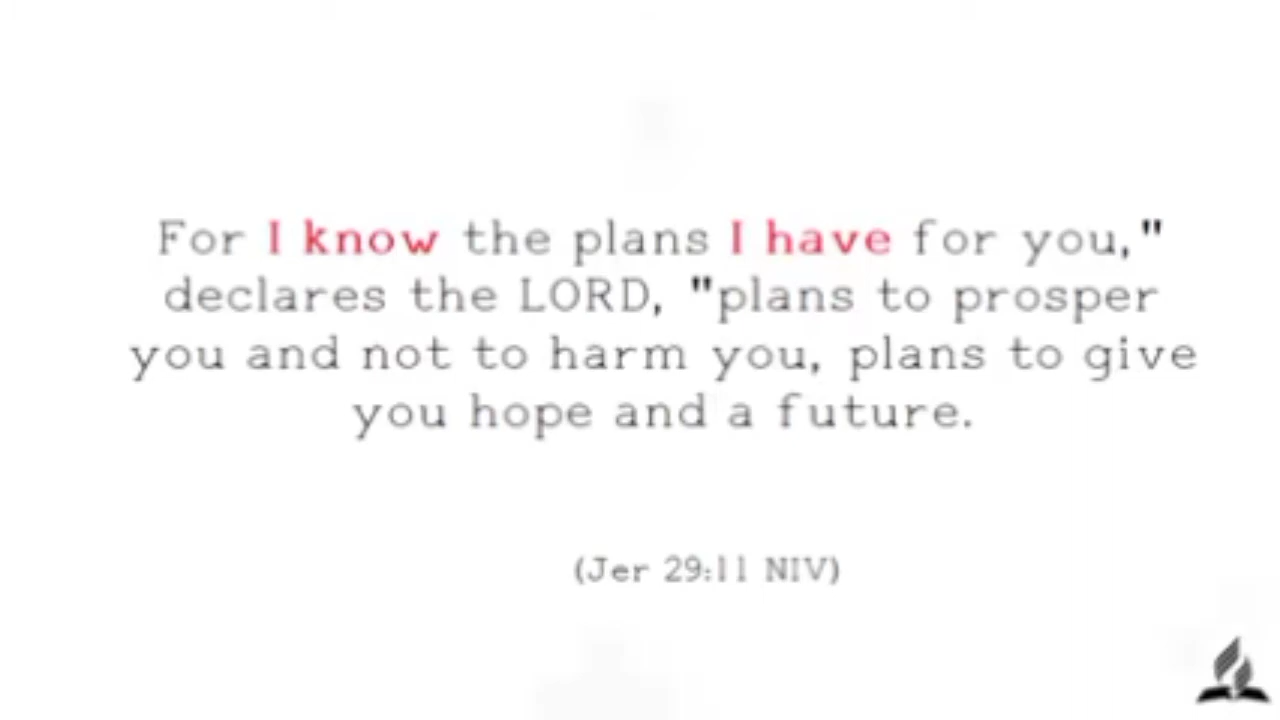 For I know the plans I have for you,"
declares the LORD, "plans to prosper
you and not to harm you, plans to give
you hope and a future.
(Jer 29:11 NIV)